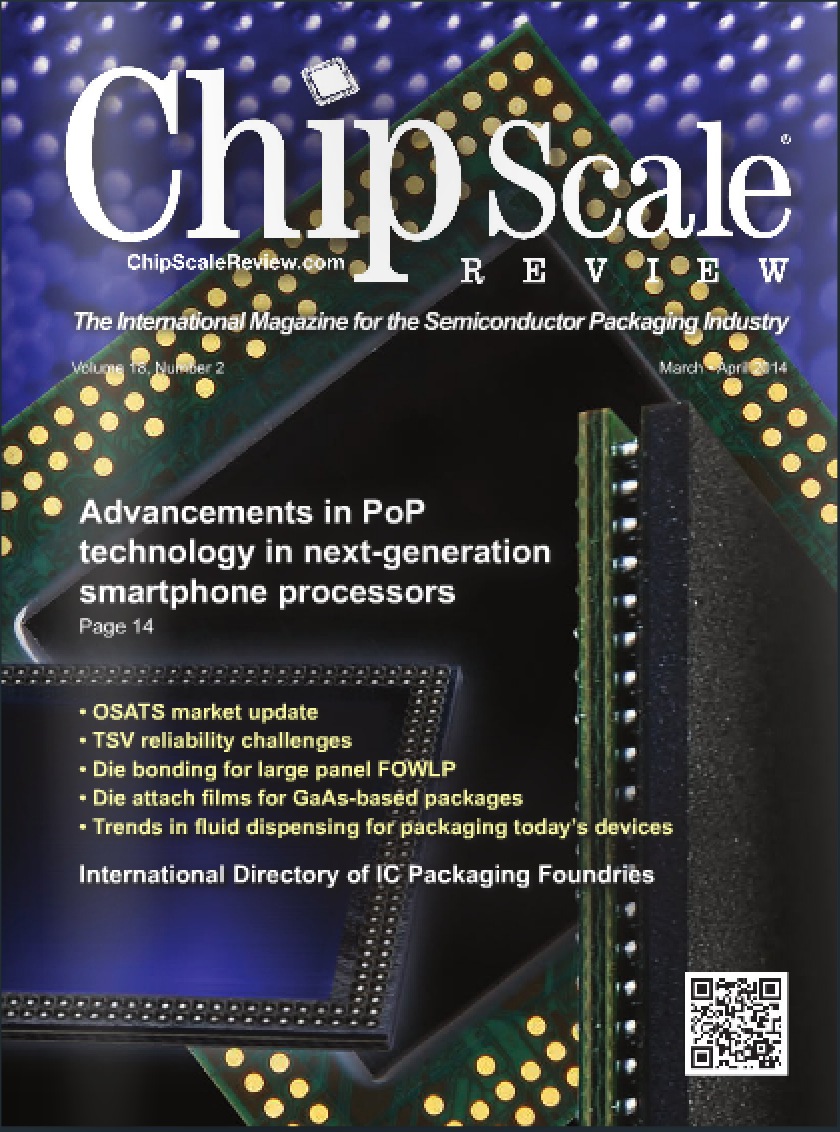 Chip Scale®
ChipScaleReview.com
REVIEW
The International Magazine for the Semiconductor Packaging Industry
Volume 18, Number 2
March - April 2014
Advancements in PoP
technology in next-generation
smartphone processors
Page 14
• OSATS market update
• TSV reliability challenges
• Die bonding for large panel FOWLP
• Die attach films for GaAs-based packages
• Trends in fluid dispensing for packaging today's devices
International Directory of IC Packaging Foundries